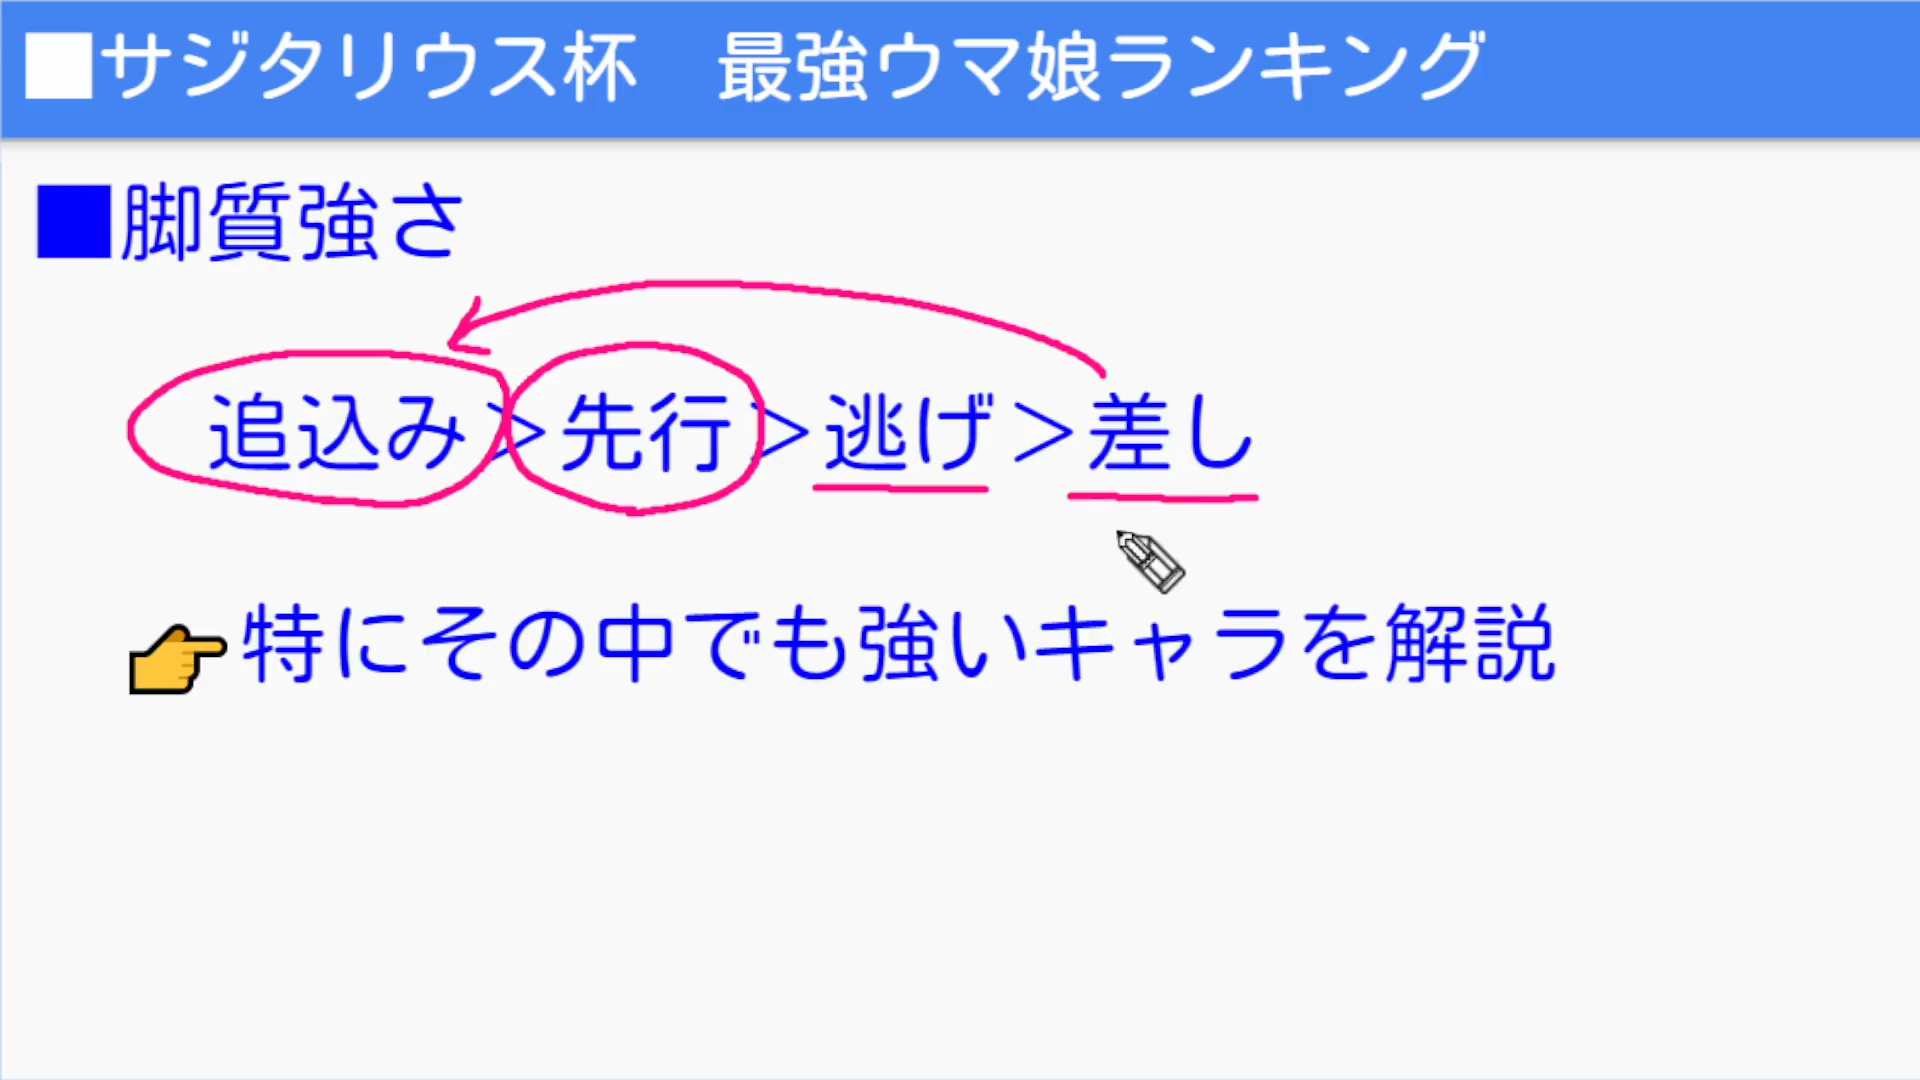 ■サジタリウス杯　最強ウマ娘ランキング
■脚質強さ
追込み＞先行＞逃げ＞差し
👉特にその中でも強いキャラを解説